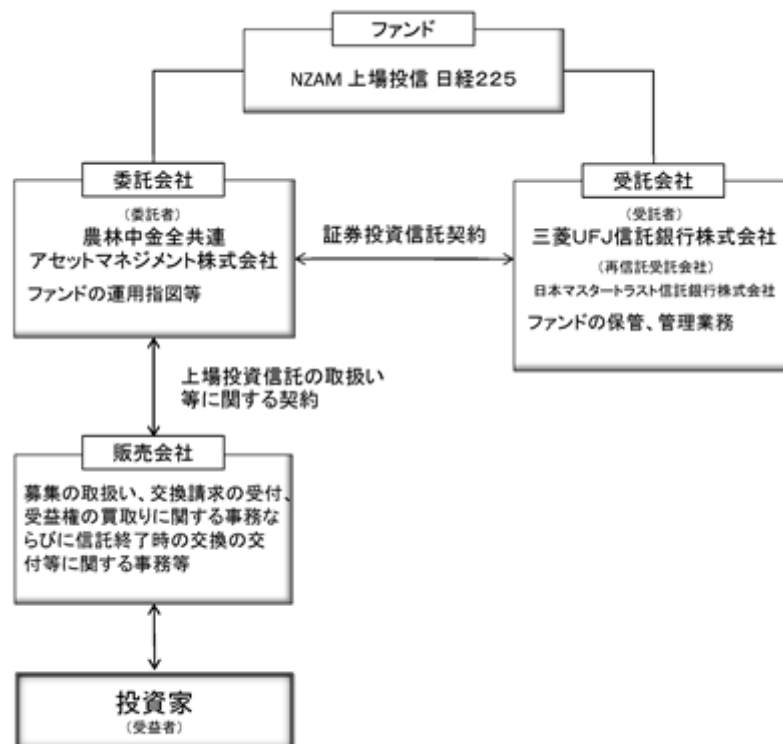 ファンド
NZAM 上場投信 日経225
委託会社
(委託者)
農林中金全共連
アセットマネジメント株式会社
ファンドの運用指図等
証券投資信託契約
受託会社
(受託者)
三菱UFJ信託銀行株式会社
(再信託受託会社)
日本マスタートラスト信託銀行株式会社
ファンドの保管、管理業務
上場投資信託の取扱い
等に関する契約
販売会社
募集の取扱い、交換請求の受付、
受益権の買取りに関する事務な
らびに信託終了時の交換の交
付等に関する事務等
投資家
(受益者)